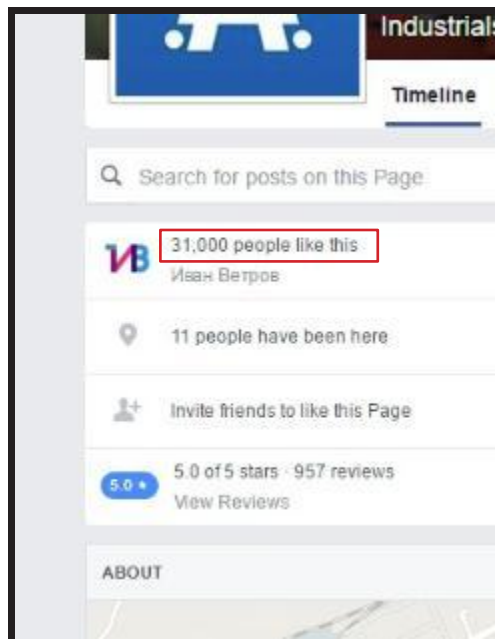 Industrials
Timeline
Search for posts on this Page
31,000 people like this
Иван Ветров
11 people have been here
Invite friends to like this Page
5.0 of 5 stars · 957 reviews
5.0 ★
View Reviews
ABOUT